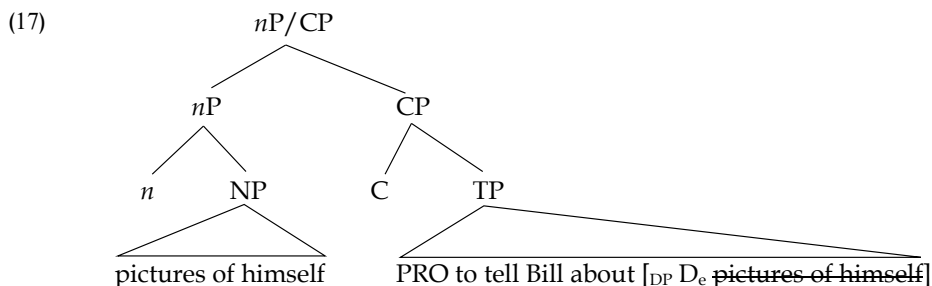 (17) nP/CP
nP CP
n NP C TP
pictures of himself PRO to tell Bill about [DP De pictures of himself]